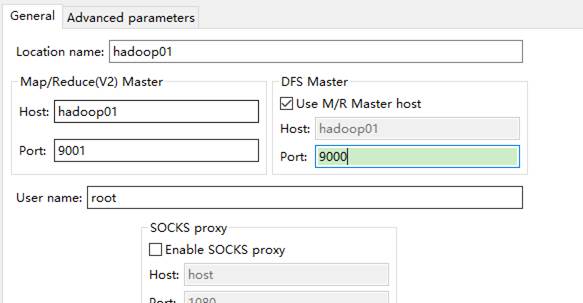 General
Advanced parameters
Location name: hadoop01
Map/Reduce(V2) Master
Host: hadoop01
Port: 9001
DFS Master
Use M/R Master host
Host: hadoop01
Port: 9000
User name: root
SOCKS proxy
Enable SOCKS proxy
Host: host
Port: 1080